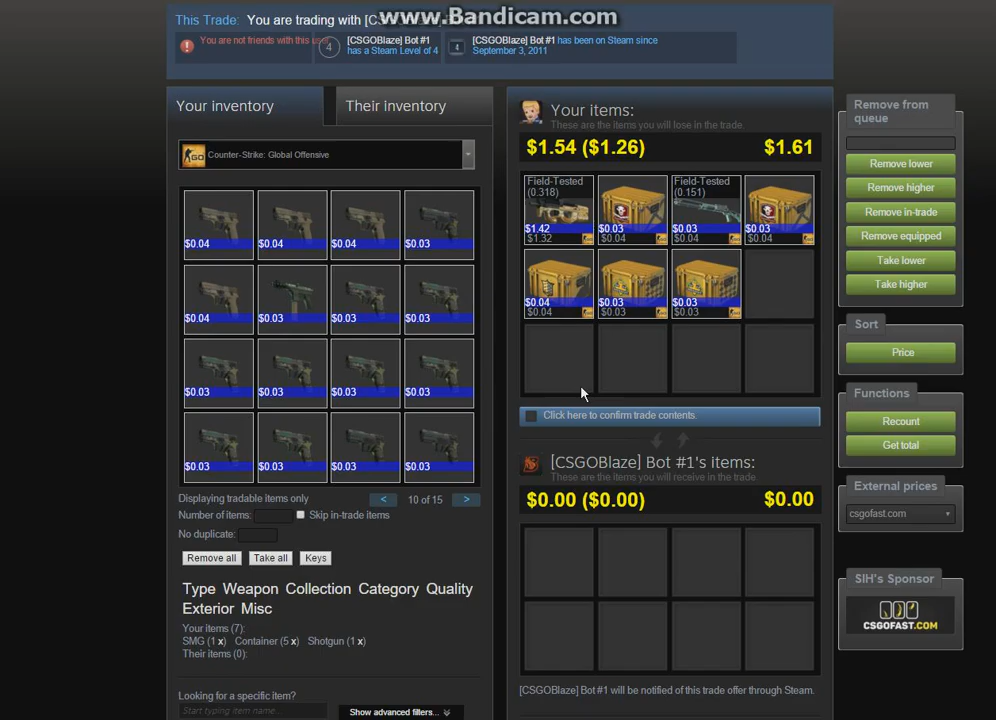 www.Bandicam.com
This Trade: You are trading with [CS
You are not friends with this user
4
[CSGOBlaze] Bot #1
has a Steam Level of 4
4
[CSGOBlaze] Bot #1 has been on Steam since
September 3, 2011
Your inventory
Their inventory
GO
Counter-Strike: Global Offensive
$0.04
$0.04
$0.04
$0.03
$0.04
$0.03
$0.03
$0.03
$0.03
$0.03
$0.03
$0.03
$0.03
$0.03
$0.03
$0.03
Displaying tradable items only
<
10 of 15
>
Number of items:
Skip in-trade items
No duplicate:
Remove all
Take all
Keys
Type Weapon Collection Category Quality
Exterior Misc
Your items (7):
SMG (1 x) Container (5 x) Shotgun (1 x)
Their items (0):
Looking for a specific item?
Start typing item name...
Show advanced filters...
Your items:
These are the items you will lose in the trade
$1.54 ($1.26)
$1.61
Field-Tested
(0.318)
$1.42
$1.32
$0.03
$0.04
Field-Tested
(0.151)
$0.03
$0.04
$0.03
$0.04
$0.04
$0.04
$0.03
$0.03
$0.03
$0.03
Click here to confirm trade contents.
[CSGOBlaze] Bot #1's items:
These are the items you will receive in the trade
$0.00 ($0.00)
$0.00
[CSGOBlaze] Bot #1 will be notified of this trade offer through Steam.
Remove from
queue
Remove lower
Remove higher
Remove in-trade
Remove equipped
Take lower
Take higher
Sort
Price
Functions
Recount
Get total
External prices
csgofast.com
SIH's Sponsor
CSGOFAST.COM